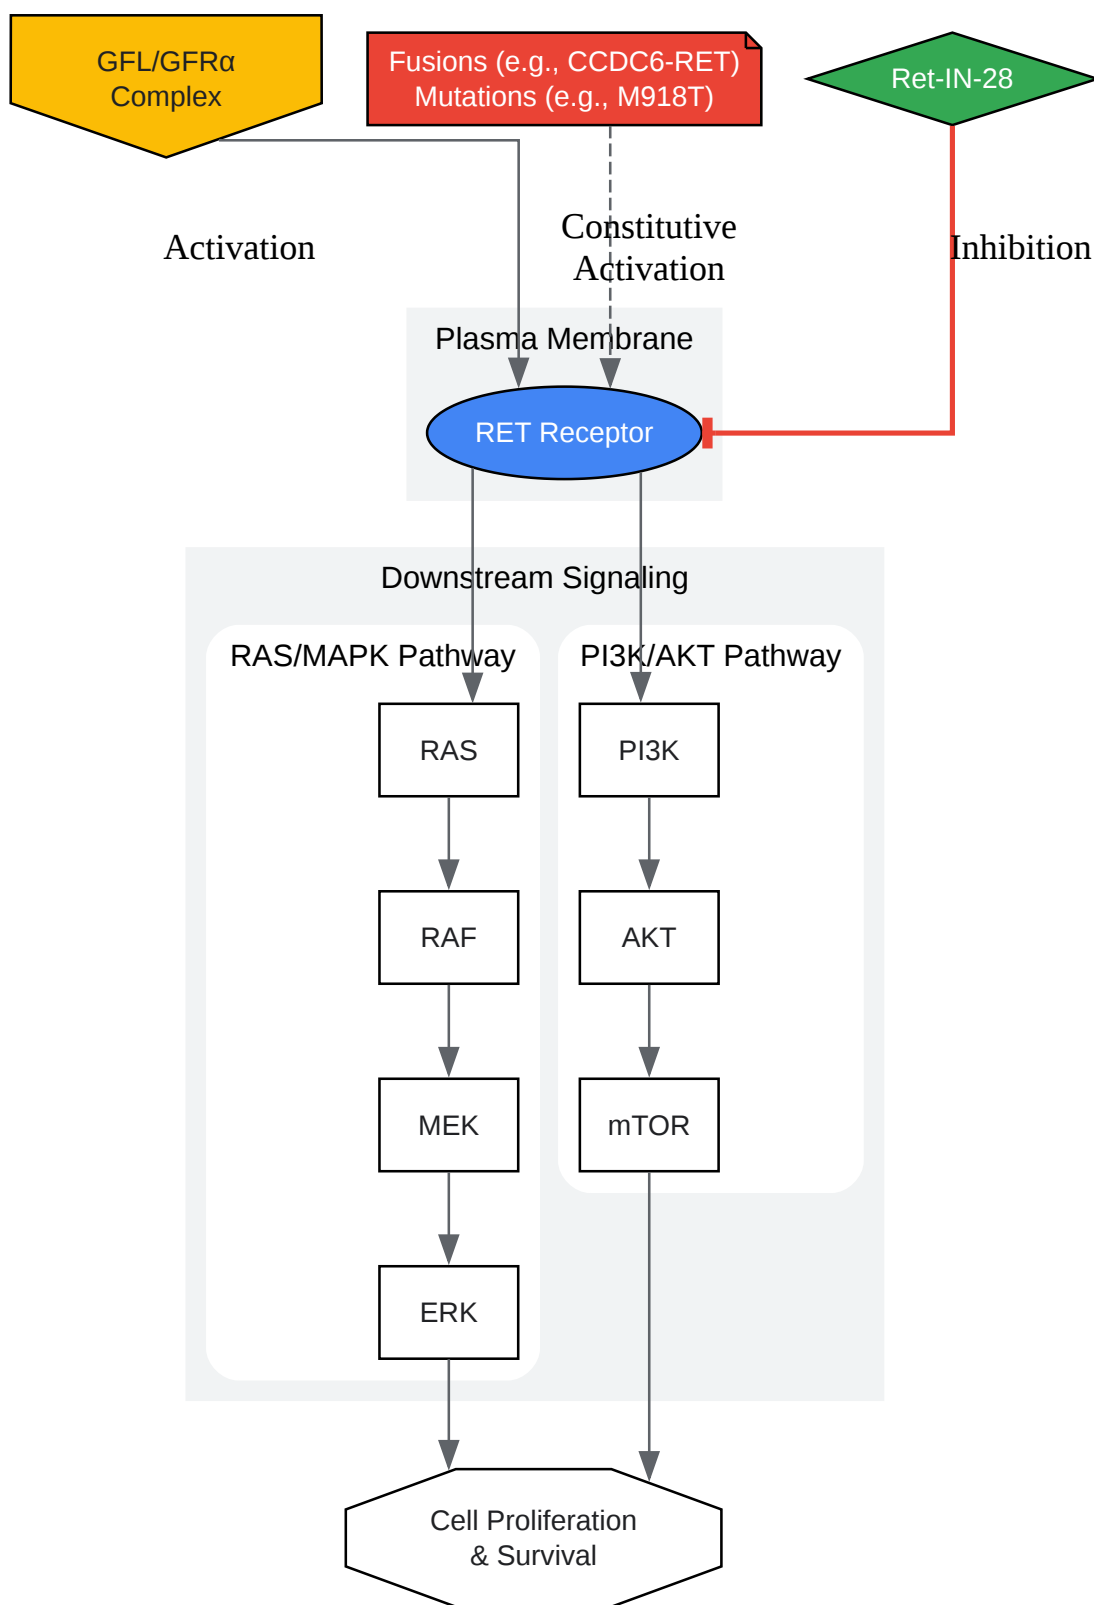 GFL/GFRα
Complex
Fusions (e.g., CCDC6-RET)
Mutations (e.g., M918T)
Ret-IN-28
Activation
Constitutive
Activation
Inhibition
Plasma Membrane
RET Receptor
Downstream Signaling
RAS/MAPK Pathway
PI3K/AKT Pathway
RAS
PI3K
RAF
AKT
MEK
mTOR
ERK
Cell Proliferation
& Survival